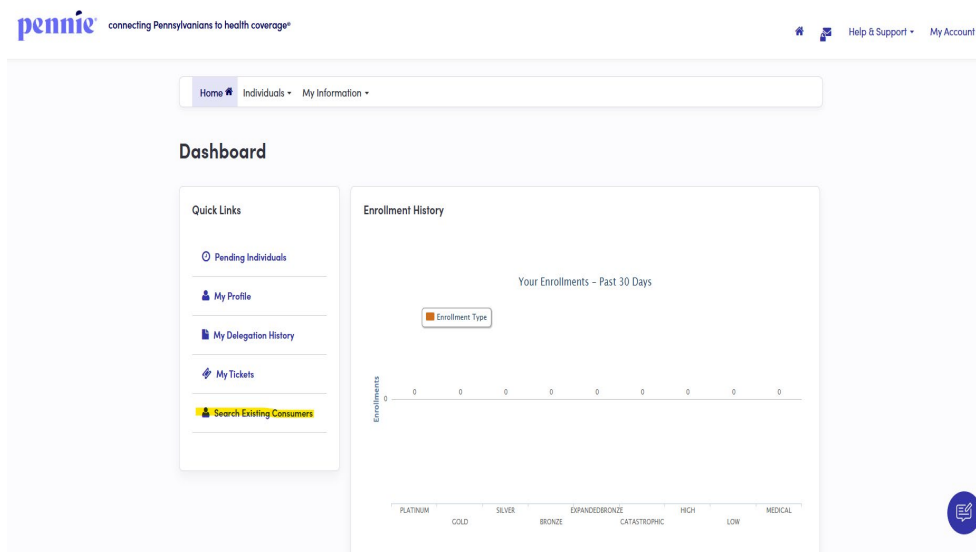 pennie® connecting Pennsylvanians to health coverage®
Help & Support
My Account
Home
Individuals
My Information
Dashboard
Quick Links
Pending Individuals
My Profile
My Delegation History
My Tickets
Search Existing Consumers
Enrollment History
Your Enrollments - Past 30 Days
Enrollment Type
Enrollments
0
0 0 0 0 0 0 0 0 0
PLATINUM
GOLD
SILVER
BRONZE
EXPANDEDBRONZE
CATASTROPHIC
HIGH
LOW
MEDICAL